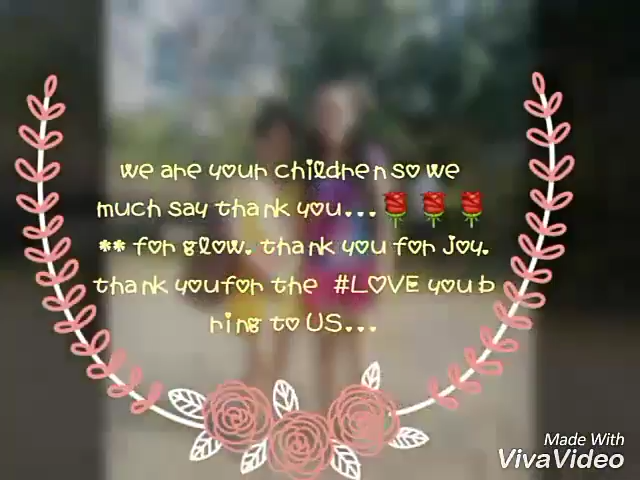 we are your children so we
much say thank you...🌹🌹🌹
** for glow. thank you for joy.
thank youfor the #LOVE you b
ring to US...
Made With
VivaVideo